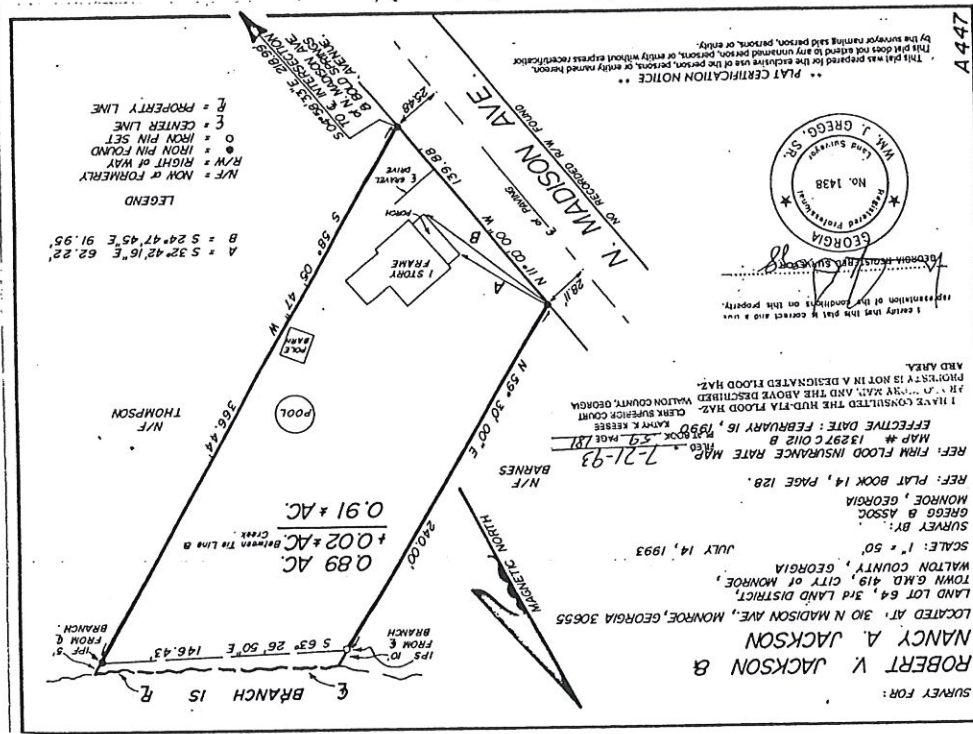 SURVEY FOR:
ROBERT V. JACKSON &
NANCY A. JACKSON
LOCATED AT: 310 N MADISON AVE., MONROE, GEORGIA 30655
LAND LOT 64, 3rd LAND DISTRICT,
TOWN G.M.D. 419, CITY of MONROE,
WALTON COUNTY, GEORGIA
SCALE: 1" = 50'
JULY 14, 1993
SURVEY BY:
GREGG & ASSOC
MONROE, GEORGIA
REF: PLAT BOOK 14, PAGE 128.
REF: FIRM FLOOD INSURANCE RATE MAP
MAP # 13297 C 0112 B
EFFECTIVE DATE: FEBRUARY 16, 1990
I HAVE CONSULTED THE HUD-FIA FLOOD HAZ-
MAP, AND THE ABOVE DESCRIBED
PROPERTY IS NOT IN A DESIGNATED FLOOD HAZ-
ARD AREA.
FILED 7-21-93
PLAT BOOK 59 PAGE 181
KATHY K. KEESEE
CLERK SUPERIOR COURT
WALTON COUNTY, GEORGIA
I certify that this plat is correct and a
representation of the conditions on this property.
GEORGIA REGISTERED SURVEYOR
GEORGIA
Registered Professional
No. 1438
Land Surveyor
WM. J. GREGG, SR.
** PLAT CERTIFICATION NOTICE **
This plat was prepared for the exclusive use of the person, persons, or entity named hereon.
This plat does not extend to any unnamed person, persons, or entity without express recertification
by the surveyor naming said person, persons, or entity.
A447
BRANCH IS ℄ ⅊
IPS 10'
FROM ℄
BRANCH
S 63° 26' 50" E 146.43'
IPF 5'
FROM ℄
BRANCH
MAGNETIC NORTH
0.89 AC.
+ 0.02 ± AC. Between Tie Line & Creek
0.91 ± AC.
240.00'
N 59° 30' 00" E
N/F
BARNES
N/F
THOMPSON
366.44'
S 58° 05' 47" W
POOL
POLE
BARN
1 STORY
FRAME
PORCH
℄ GRAVEL
DRIVE
A
B
28.11'
N 11° 00' 00" W
139.88
25.48'
N. MADISON AVE
℄ of PAVING
NO RECORDED R/W FOUND
S 04° 58' 33" E 218.99'
TO ℄ INTERSECTION
of N. MADISON AVE.
& BOLD SPRINGS
AVENUE.
A = S 32° 42' 16" E 62.22'
B = S 24° 47' 45" E 91.95'
LEGEND
N/F = NOW or FORMERLY
R/W = RIGHT of WAY
● = IRON PIN FOUND
○ = IRON PIN SET
℄ = CENTER LINE
⅊ = PROPERTY LINE